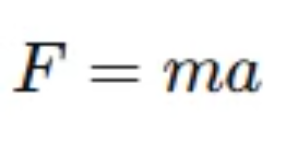 F = ma